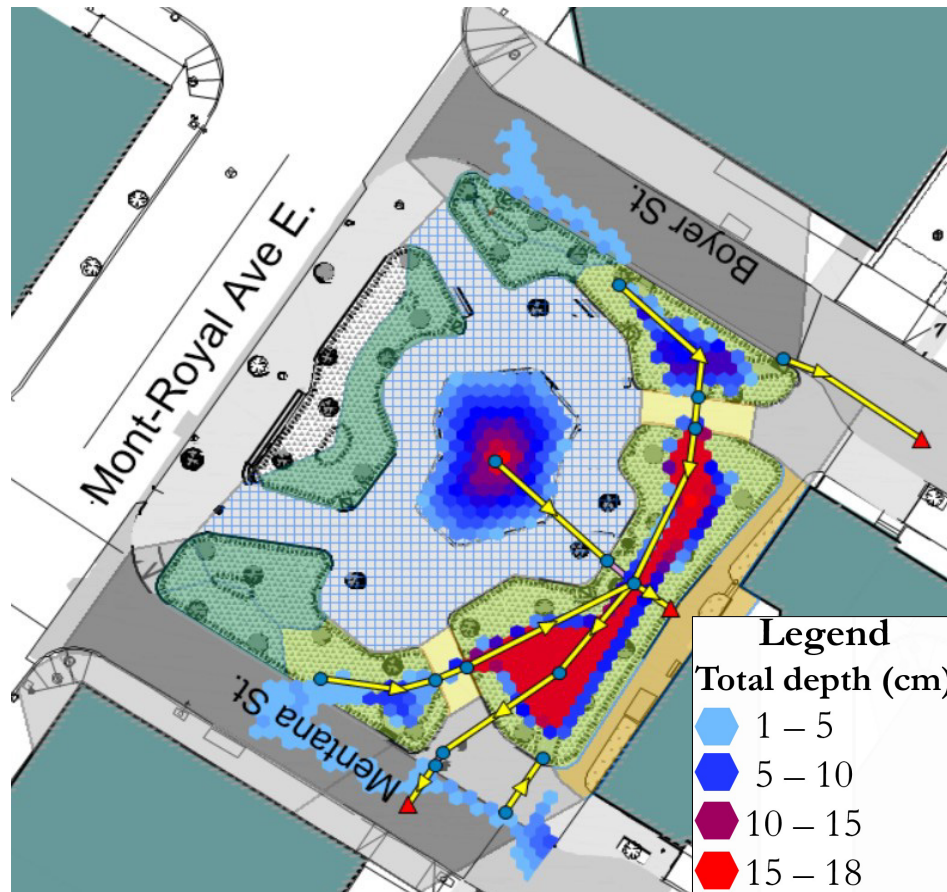 Mont-Royal Ave E.
Boyer St.
Mentana St.
Legend
Total depth (cm)
1 – 5
5 – 10
10 – 15
15 – 18